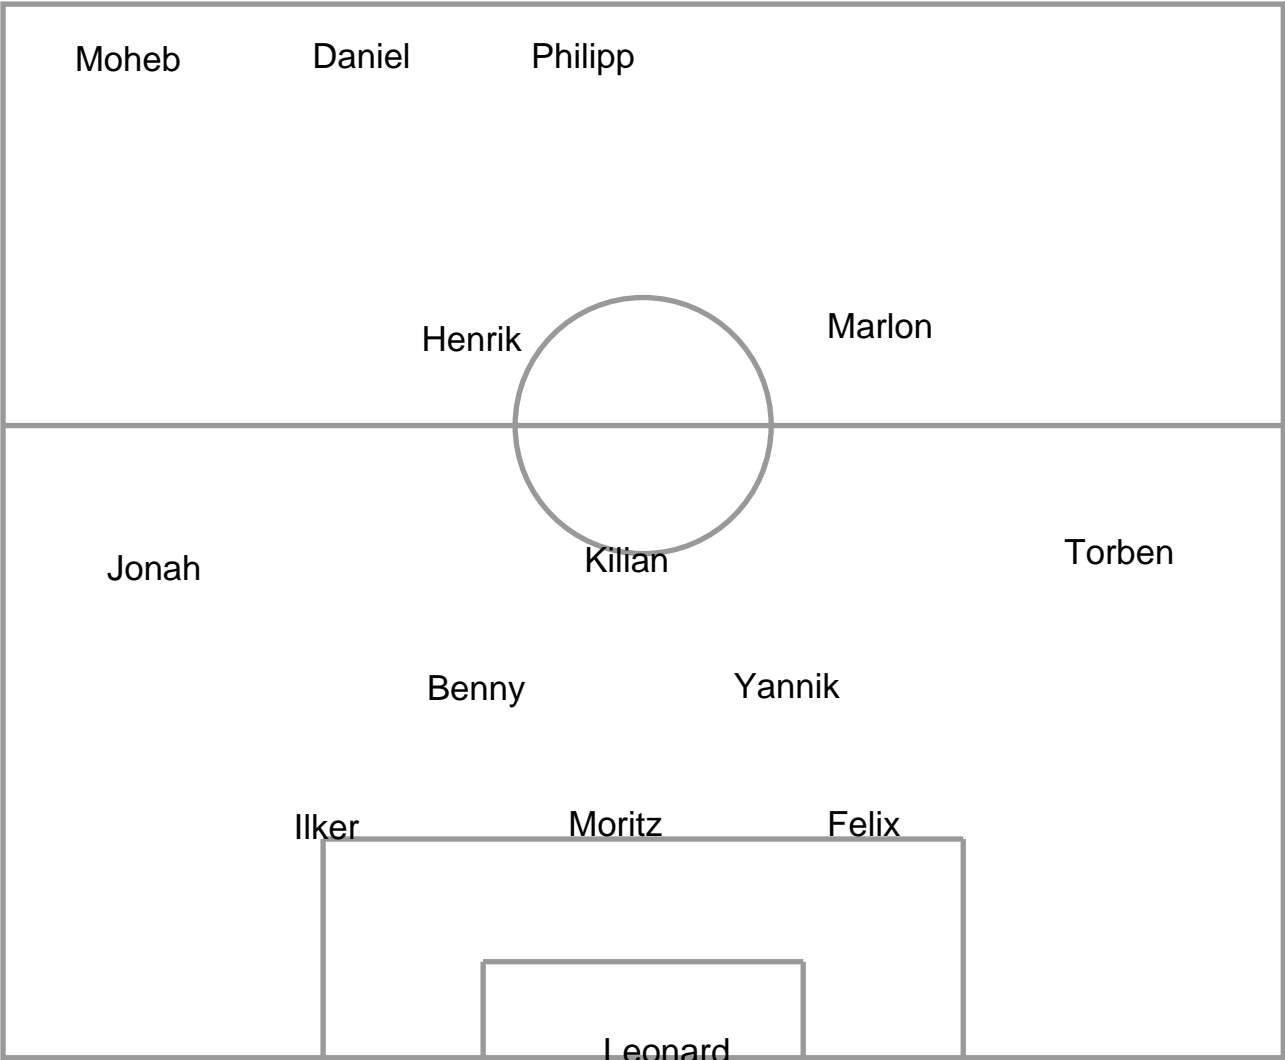 Moheb Daniel Philipp
Henrik Marlon
Jonah Kilian Torben
Benny Yannik
Ilker Moritz Felix
Leonard